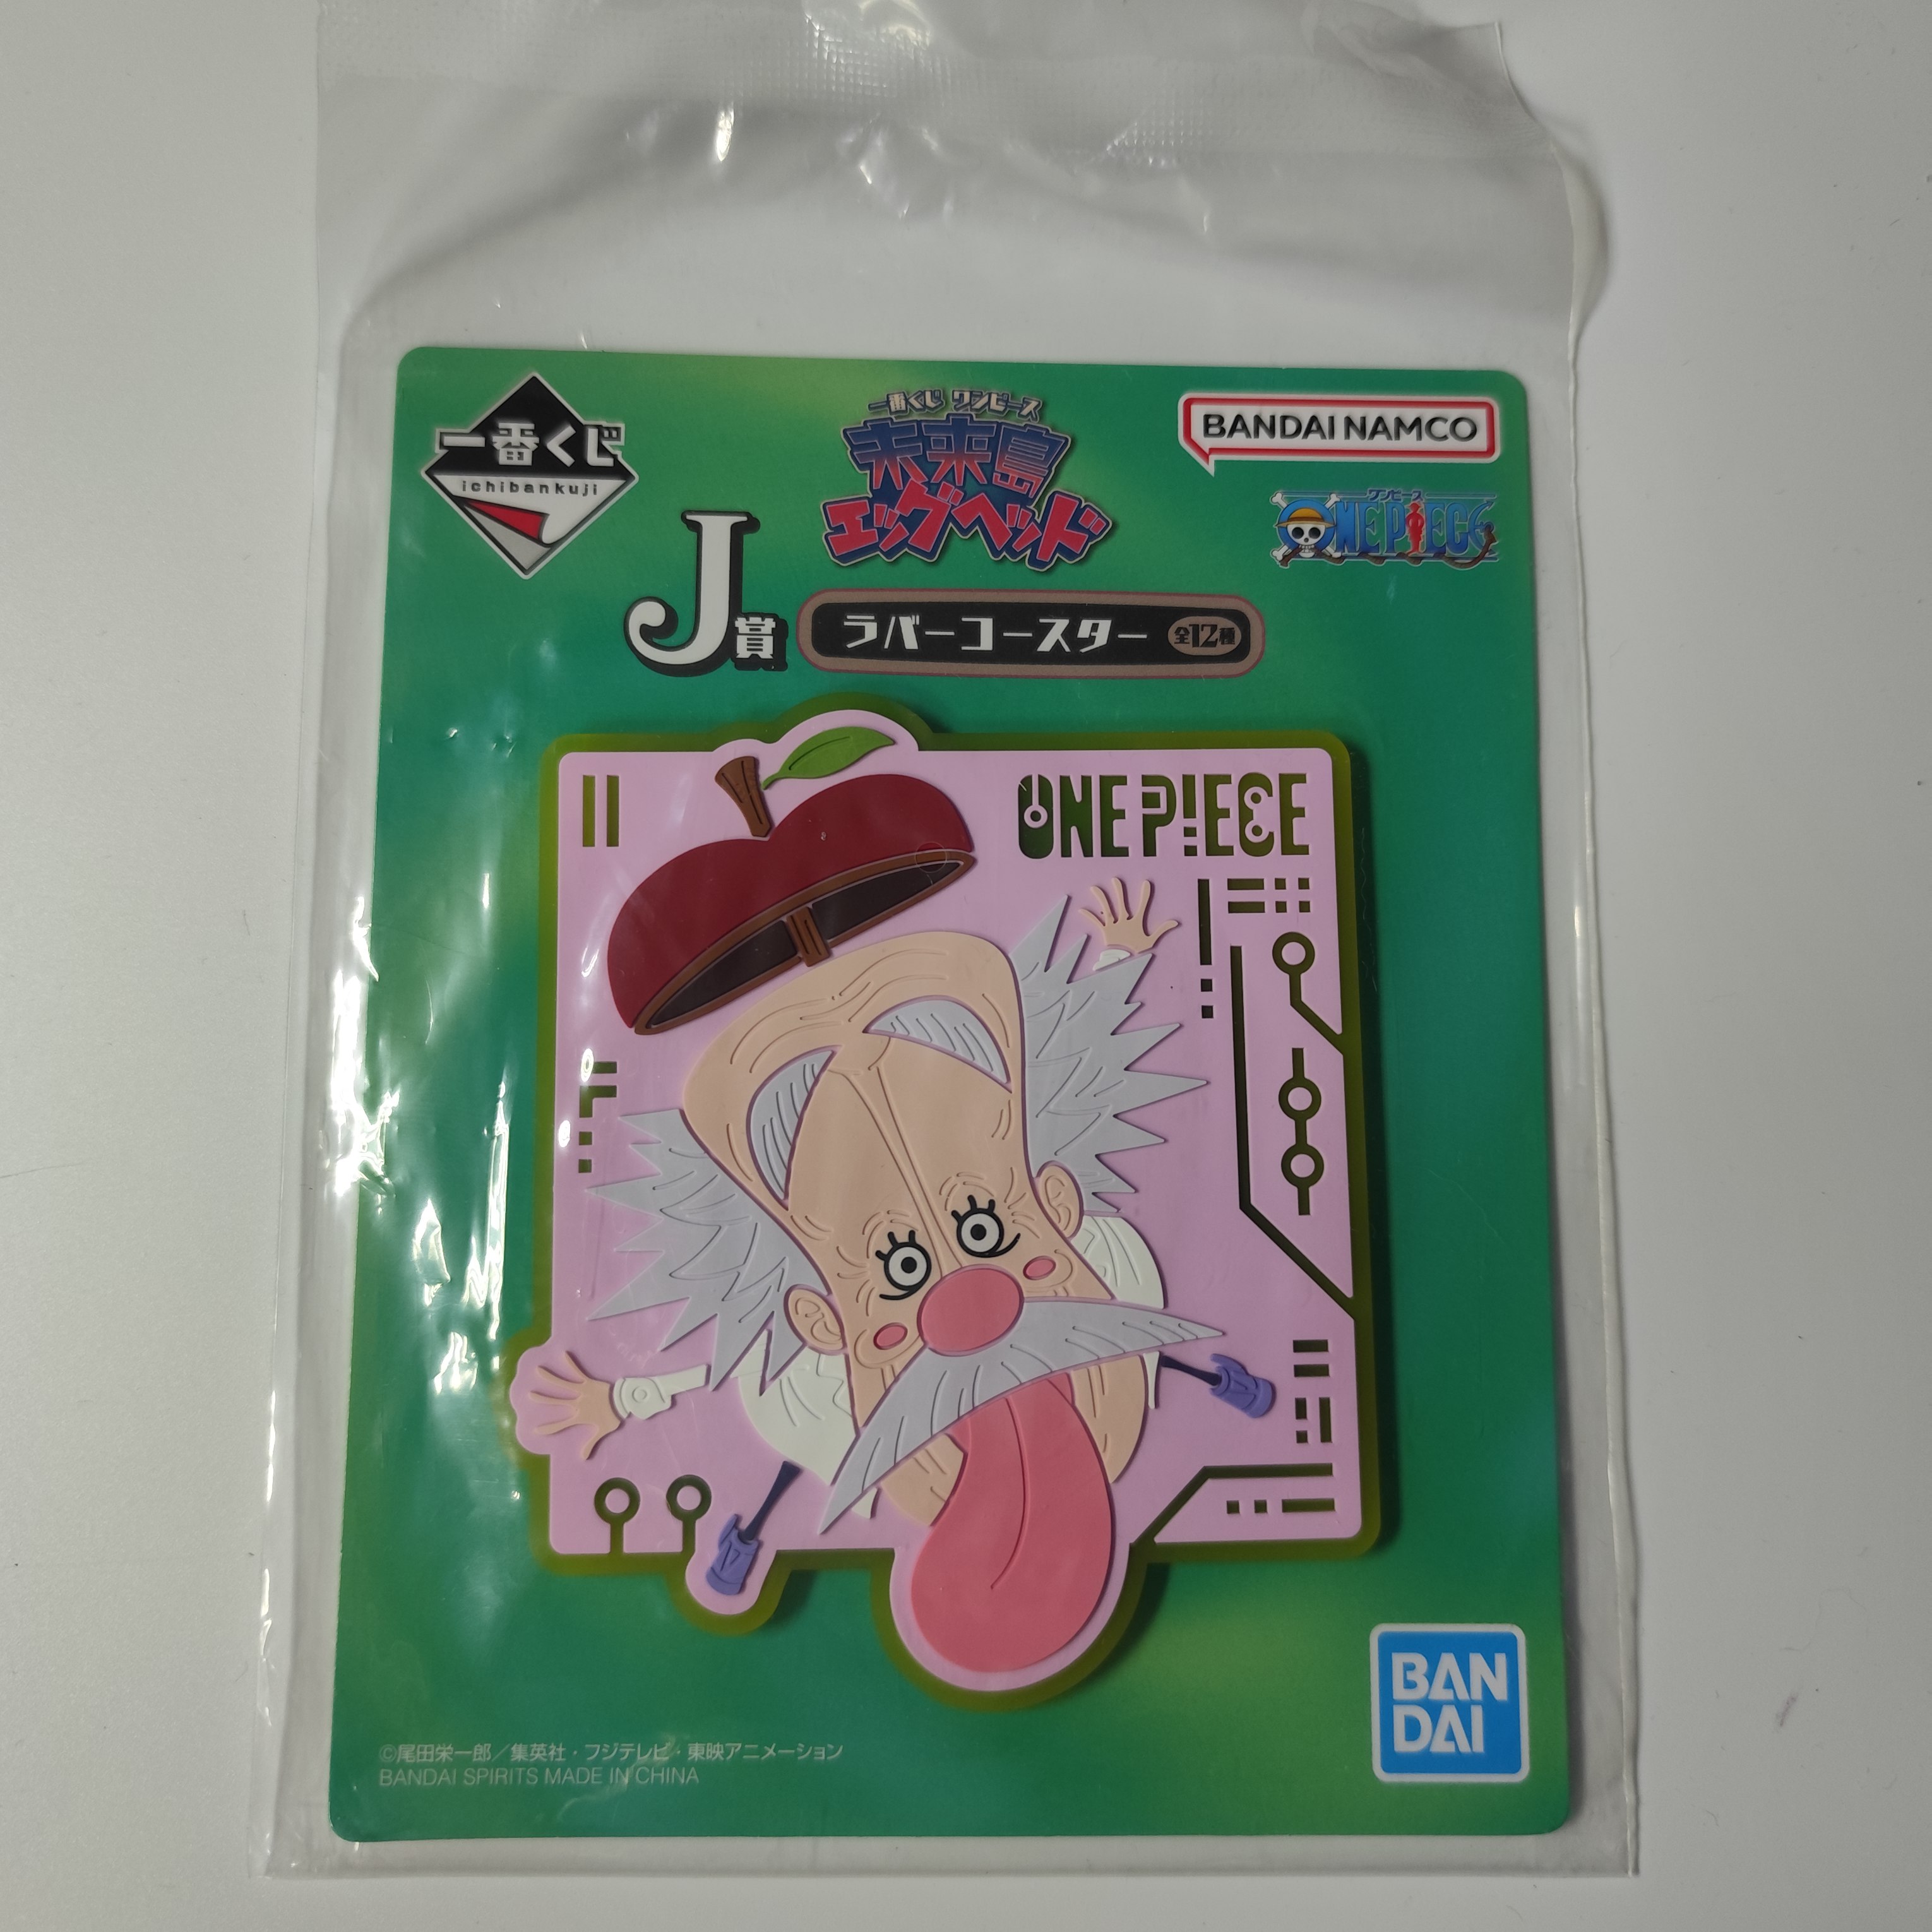 一番くじ
ichibankuji
一番くじ ワンピース
未来島
エッグヘッド
BANDAI NAMCO
ワンピース
ONE PIECE
J賞
ラバーコースター 全12種
ONE PIECE
BAN
DAI
©尾田栄一郎／集英社・フジテレビ・東映アニメーション
BANDAI SPIRITS MADE IN CHINA